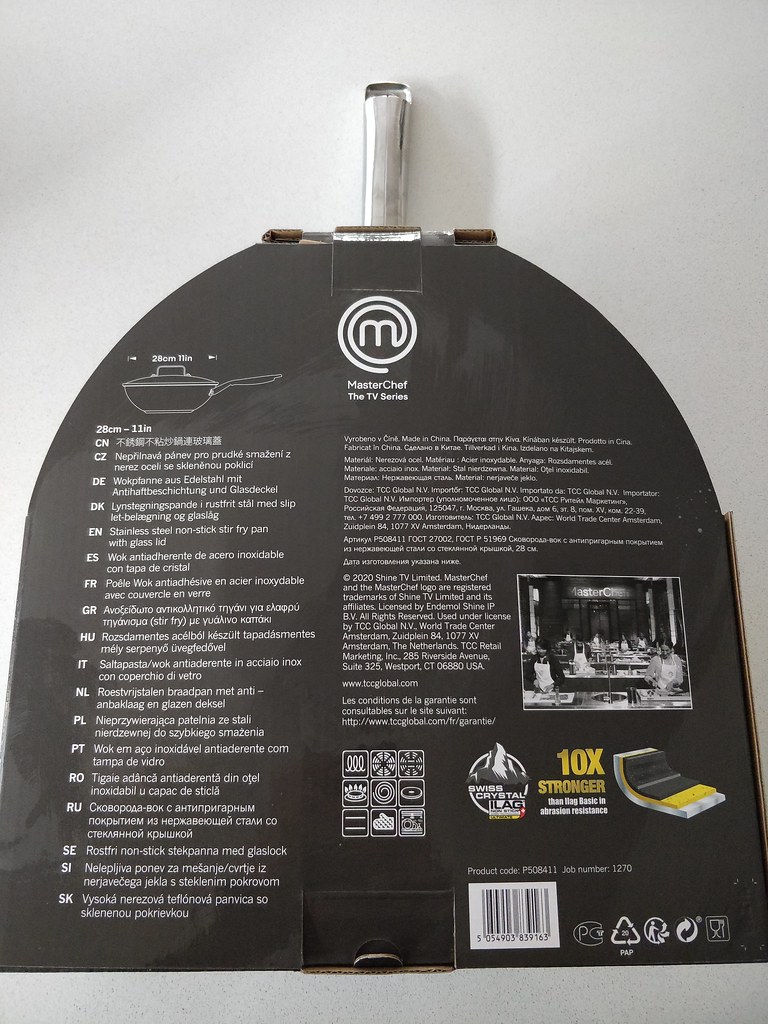 m
MasterChef
The TV Series
28cm 11in
28cm – 11in
CN 不銹鋼不粘炒鍋連玻璃蓋
CZ Nepřilnavá pánev pro prudké smažení z
nerez oceli se skleněnou poklicí
DE Wokpfanne aus Edelstahl mit
Antihaftbeschichtung und Glasdeckel
DK Lynstegningspande i rustfrit stål med slip
let-belægning og glaslåg
EN Stainless steel non-stick stir fry pan
with glass lid
ES Wok antiadherente de acero inoxidable
con tapa de cristal
FR Poêle Wok antiadhésive en acier inoxydable
avec couvercle en verre
GR Ανοξείδωτο αντικολλητικό τηγάνι για ελαφρύ
τηγάνισμα (stir fry) με γυάλινο καπάκι
HU Rozsdamentes acélból készült tapadásmentes
mély serpenyő üvegfedővel
IT Saltapasta/wok antiaderente in acciaio inox
con coperchio di vetro
NL Roestvrijstalen braadpan met anti –
anbaklaag en glazen deksel
PL Nieprzywierająca patelnia ze stali
nierdzewnej do szybkiego smażenia
PT Wok em aço inoxidável antiaderente com
tampa de vidro
RO Tigaie adâncă antiaderentă din oțel
inoxidabil u capac de sticlă
RU Сковорода-вок с антипригарным
покрытием из нержавеющей стали со
стеклянной крышкой
SE Rostfri non-stick stekpanna med glaslock
SI Nelepljiva ponev za mešanje/cvrtje iz
nerjavečega jekla s steklenim pokrovom
SK Vysoká nerezová teflónová panvica so
sklenenou pokrievkou
Vyrobeno v Číně. Made in China. Παράγεται στην Κίνα. Kínában készült. Prodotto in Cina.
Fabricat în China. Сделано в Китае. Tillverkad i Kina. Izdelano na Kitajskem.
Materiál: Nerezová ocel. Matériau : Acier inoxydable. Anyaga: Rozsdamentes acél.
Materiale: acciaio inox. Materiał: Stal nierdzewna. Material: Oțel inoxidabil.
Материал: Нержавеющая сталь. Material: nerjaveče jeklo.
Dovozce: TCC Global N.V. Importőr: TCC Global N.V. Importato da: TCC Global N.V. Importator:
TCC Global N.V. Импортер (уполномоченное лицо): ООО «ТСС Ритейл Маркетинг»,
Российская Федерация, 125047, г. Москва, ул. Гашека, дом 6, эт. 8, пом. XV, ком. 22-39,
тел. +7 499 2 777 000. Изготовитель: TCC Global N.V. Адрес: World Trade Center Amsterdam,
Zuidplein 84, 1077 XV Amsterdam, Нидерланды.
Артикул P508411 ГОСТ 27002, ГОСТ Р 51969 Сковорода-вок с антипригарным покрытием
из нержавеющей стали со стеклянной крышкой, 28 см.
Дата изготовления указана ниже.
© 2020 Shine TV Limited. MasterChef
and the MasterChef logo are registered
trademarks of Shine TV Limited and its
affiliates. Licensed by Endemol Shine IP
B.V. All Rights Reserved. Used under license
by TCC Global N.V., World Trade Center
Amsterdam, Zuidplein 84, 1077 XV
Amsterdam, The Netherlands. TCC Retail
Marketing, Inc., 285 Riverside Avenue,
Suite 325, Westport, CT 06880 USA.
www.tccglobal.com
Les conditions de la garantie sont
consultables sur le site suivant:
http://www.tccglobal.com/fr/garantie/
MasterChef
SWISS
CRYSTAL
ILAG
NON STICK
ULTIMATE
10X
STRONGER
than Ilag Basic in
abrasion resistance
Product code: P508411 Job number: 1270
5 054903 839163
20
PAP